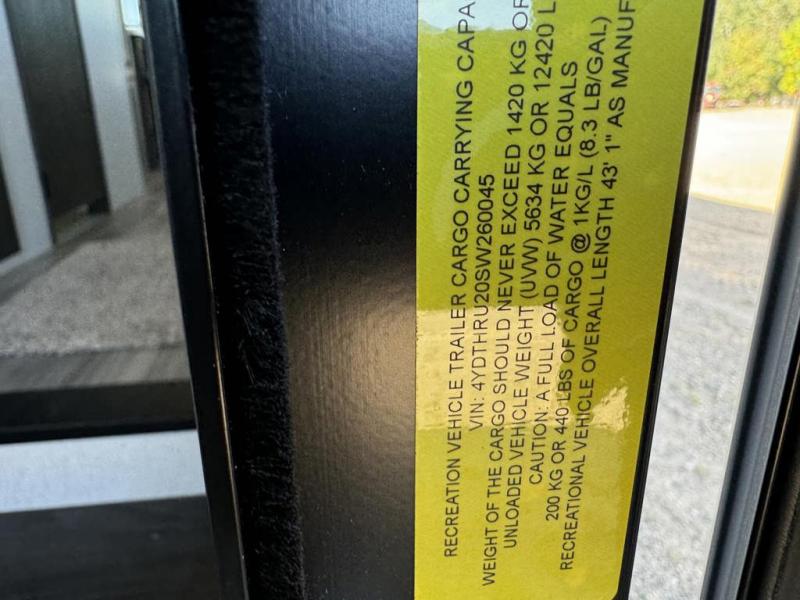 RECREATION VEHICLE TRAILER CARGO CARRYING CAPA
VIN: 4YDTHRU20SW260045
WEIGHT OF THE CARGO SHOULD NEVER EXCEED 1420 KG OR
UNLOADED VEHICLE WEIGHT (UVW) 5634 KG OR 12420 L
CAUTION: A FULL LOAD OF WATER EQUALS
200 KG OR 440 LBS OF CARGO @ 1KG/L (8.3 LB/GAL)
RECREATIONAL VEHICLE OVERALL LENGTH 43' 1" AS MANUF